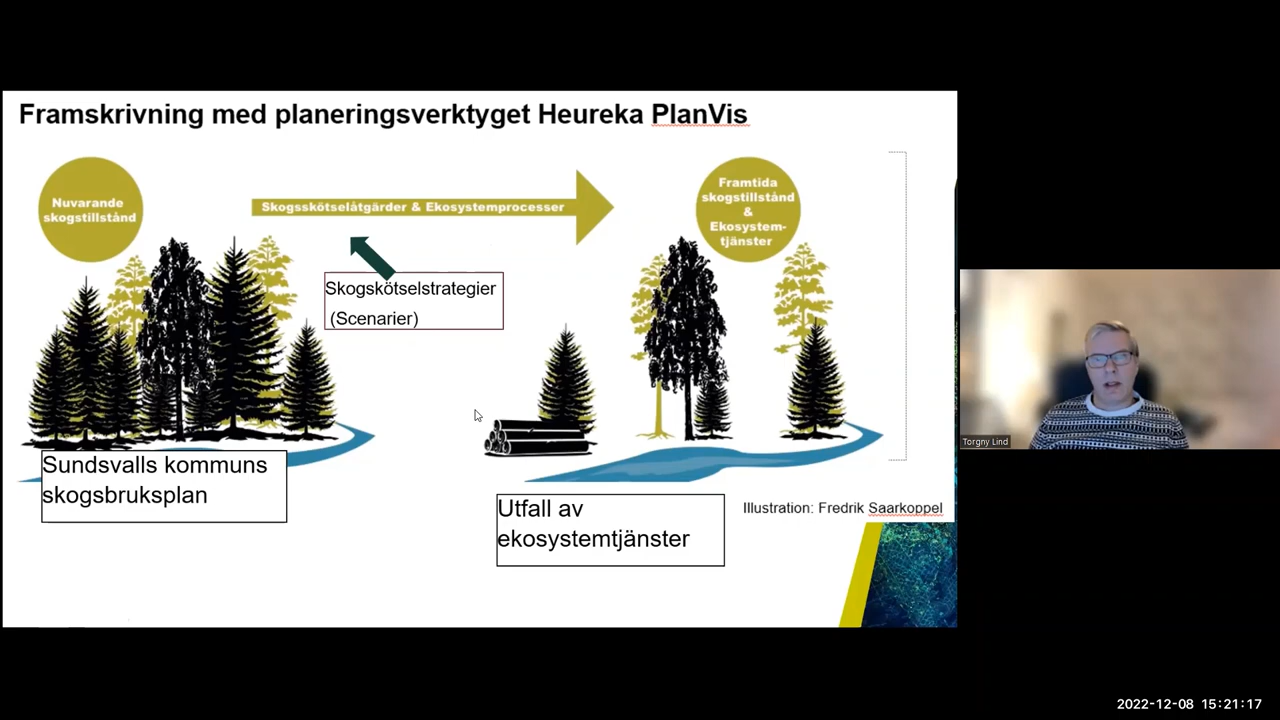 Framskrivning med planeringsverktyget Heureka PlanVis
Nuvarande
skogstillstånd
Skogsskötselåtgärder & Ekosystemprocesser
Framtida
skogstillstånd
&
Ekosystem-
tjänster
Skogskötselstrategier
(Scenarier)
Sundsvalls kommuns
skogsbruksplan
Utfall av
ekosystemtjänster
Illustration: Fredrik Saarkoppel
Torgny Lind
2022-12-08 15:21:17